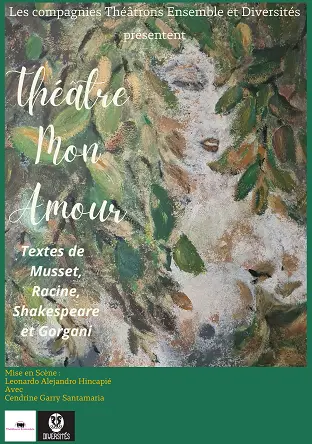 Les compagnies Théâtrons Ensemble et Diversités
présentent
Théâtre
Mon
Amour
Textes de
Musset,
Racine,
Shakespeare
et Gorgani
Mise en Scène :
Leonardo Alejandro Hincapié
Avec
Cendrine Garry Santamaria
DIVERSITÉS